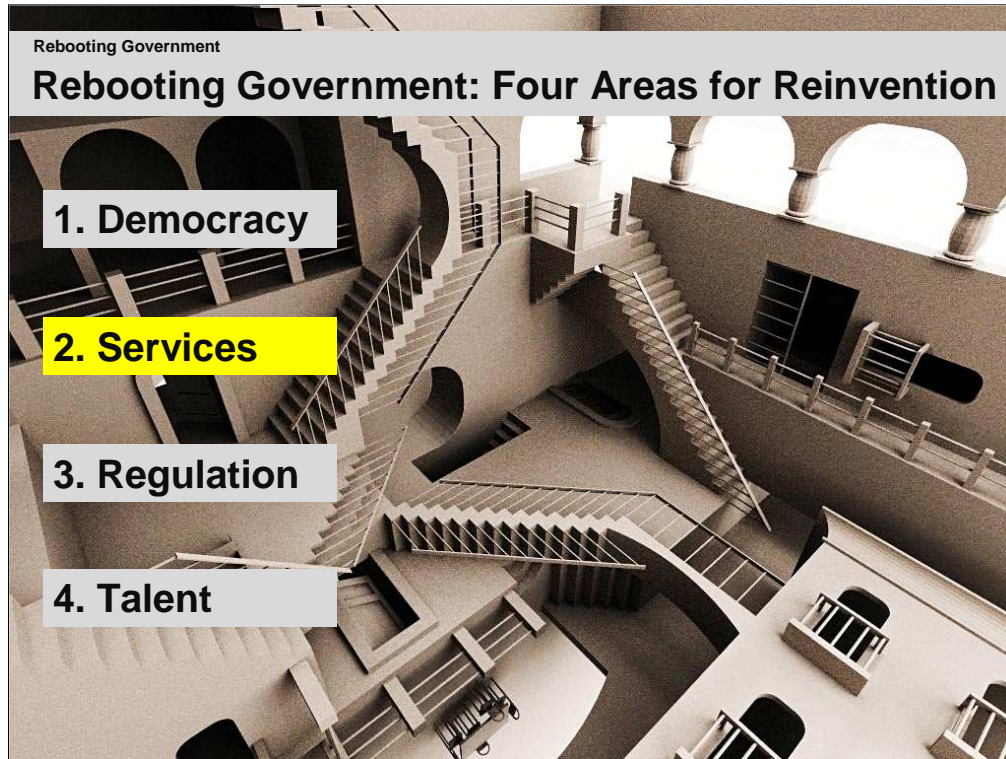 Rebooting Government
Rebooting Government: Four Areas for Reinvention
1. Democracy
2. Services
3. Regulation
4. Talent